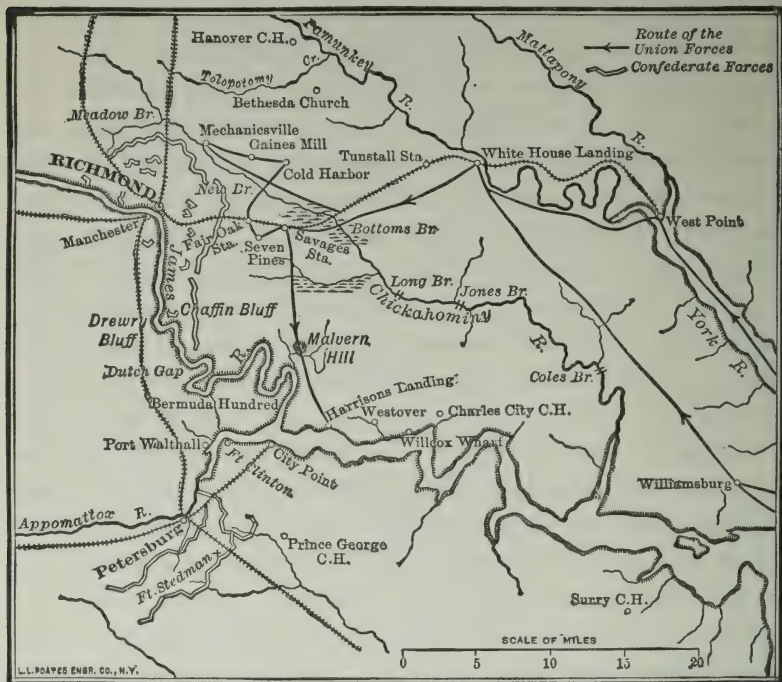 Hanover C.H.
Pamunkey
R.
Mattapony
R.
Route of the
Union Forces
Confederate Forces
Tolopotomy
Cr.
Bethesda Church
Meadow Br.
Mechanicsville
Gaines Mill
Cold Harbor
Tunstall Sta.
White House Landing
RICHMOND
New Br.
Manchester
Fair Oak
Sta.
Seven
Pines
Savages
Sta.
Bottoms Br.
West Point
York
R.
James
Long Br.
Jones Br.
Chickahominy
R.
Chaffin Bluff
Drewry
Bluff
Malvern
Hill
Coles Br.
Dutch Gap
R.
Bermuda Hundred
Harrisons Landing
Westover
Charles City C.H.
Willcox Wharf
Port Walthall
Ft. Clinton
City Point
Williamsburg
Appomattox R.
Petersburg
Ft. Stedman
Prince George
C.H.
Surry C.H.
SCALE OF MILES
0 5 10 15 20
L.L.POATES ENGR. CO., N.Y.